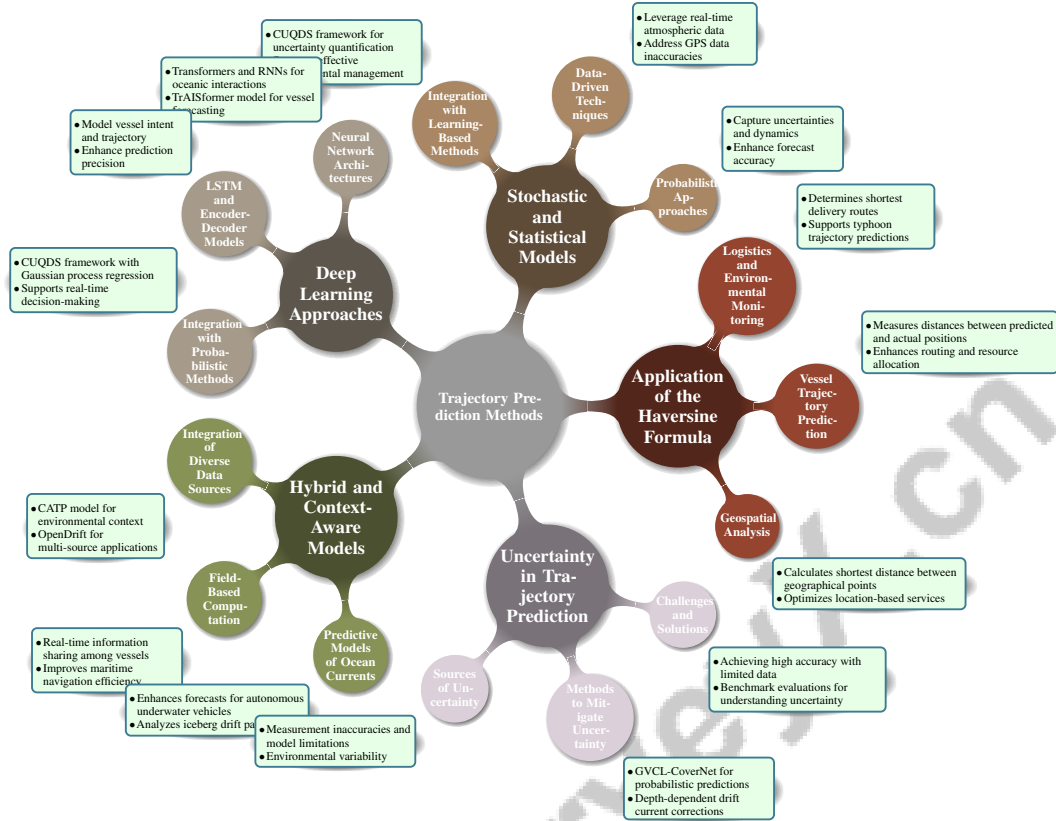 ● CUQDS framework for
uncertainty quantification
effective
management
● Transformers and RNNs for
oceanic interactions
● TrAISformer model for vessel
forecasting
● Model vessel intent
and trajectory
● Enhance prediction
precision
● CUQDS framework with
Gaussian process regression
● Supports real-time
decision-making
● Leverage real-time
atmospheric data
● Address GPS data
inaccuracies
● Capture uncertainties
and dynamics
● Enhance forecast
accuracy
● Determines shortest
delivery routes
● Supports typhoon
trajectory predictions
● Measures distances between predicted
and actual positions
● Enhances routing and resource
allocation
● Calculates shortest distance between
geographical points
● Optimizes location-based services
● Achieving high accuracy with
limited data
● Benchmark evaluations for
understanding uncertainty
● GVCL-CoverNet for
probabilistic predictions
● Depth-dependent drift
current corrections
● Measurement inaccuracies and
model limitations
● Environmental variability
● Enhances forecasts for autonomous
underwater vehicles
● Analyzes iceberg drift
● Real-time information
sharing among vessels
● Improves maritime
navigation efficiency
● CATP model for
environmental context
● OpenDrift for
multi-source applications
Trajectory Pre-
diction Methods
Stochastic
and
Statistical
Models
Integration
with
Learning-
Based
Methods
Data-
Driven
Tech-
niques
Probabilistic
Ap-
proaches
Deep
Learning
Approaches
Neural
Network
Archi-
tectures
LSTM
and
Encoder-
Decoder
Models
Integration
with
Proba-
bilistic
Methods
Application
of the
Haversine
Formula
Logistics
and
Environ-
mental
Moni-
toring
Vessel
Trajec-
tory
Predic-
tion
Geospatial
Analysis
Hybrid and
Context-
Aware
Models
Integration
of
Diverse
Data
Sources
Field-
Based
Compu-
tation
Predictive
Models
of Ocean
Currents
Uncertainty
in Tra-
jectory
Prediction
Sources
of Un-
certainty
Methods
to Mit-
igate
Uncer-
tainty
Challenges
and
Solutions